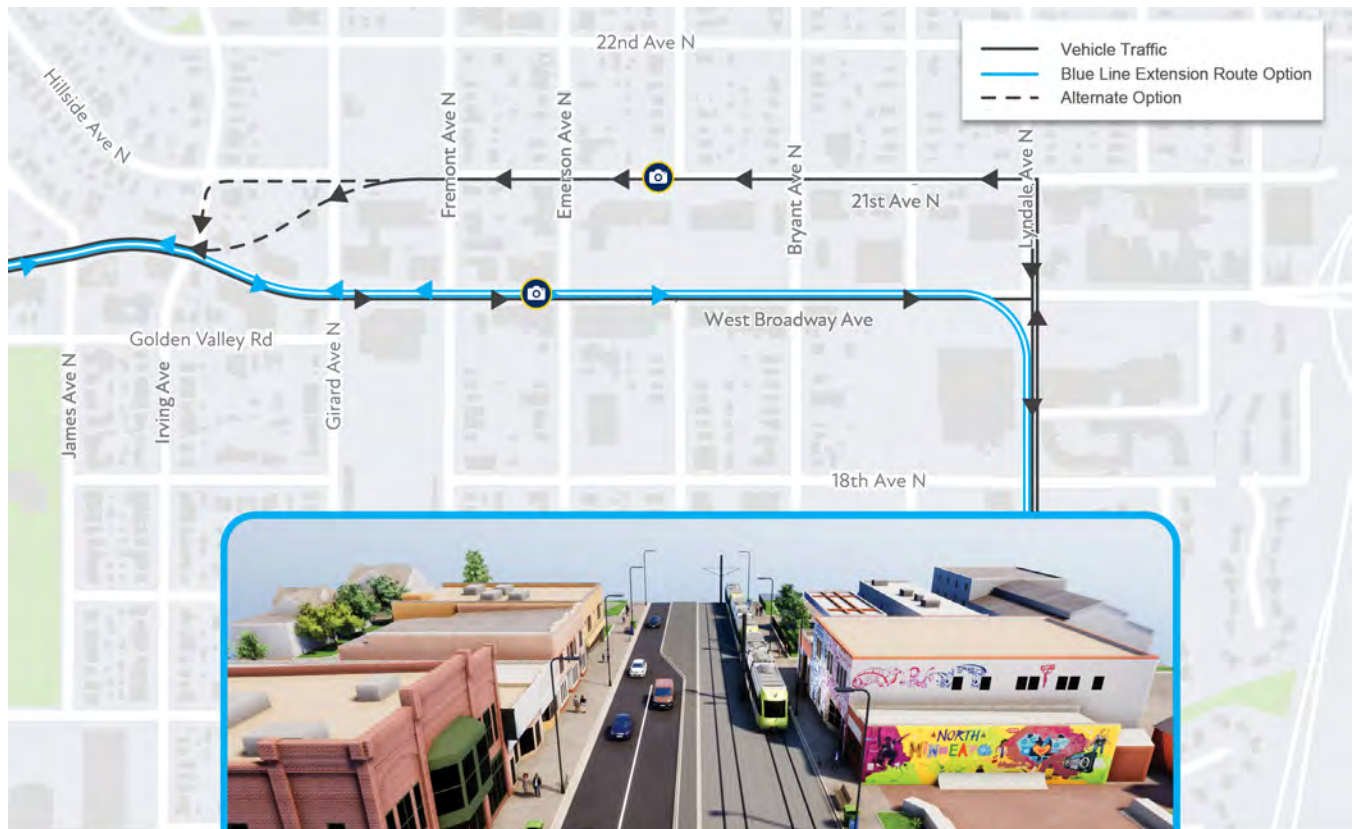 22nd Ave N
Vehicle Traffic
Blue Line Extension Route Option
Alternate Option
Hillside Ave N
Fremont Ave N
Emerson Ave N
Bryant Ave N
Lyndale Ave N
21st Ave N
West Broadway Ave
Golden Valley Rd
James Ave N
Irving Ave
Girard Ave N
18th Ave N
NORTH